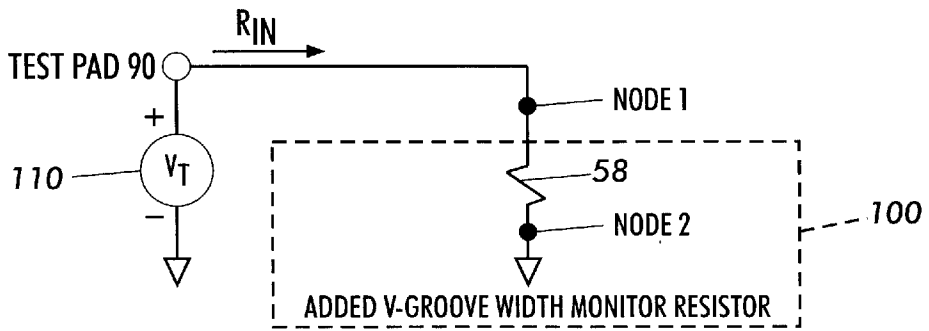 R_IN
TEST PAD 90
NODE 1
+
V_T
110
−
58
NODE 2
100
ADDED V-GROOVE WIDTH MONITOR RESISTOR